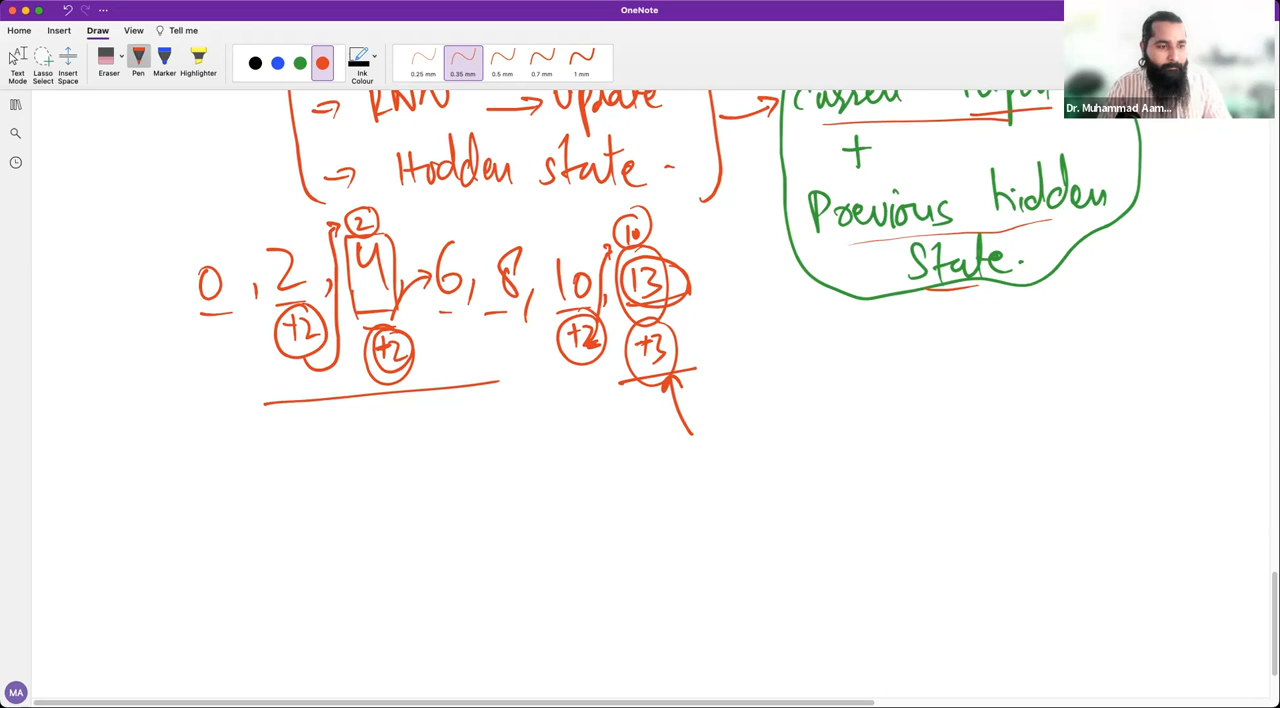 OneNote
Home Insert Draw View Tell me
Text Mode
Lasso Select
Insert Space
Eraser
Pen
Marker
Highlighter
Ink Colour
0.25 mm
0.35 mm
0.5 mm
0.7 mm
1 mm
Dr. Muhammad Aam...
→ RNN → Update
→ Hodden state -
+
Previous hidden
state.
2
10
0, 2, 4, → 6, 8, 10, 13
+2
+2
+2
+3
MA